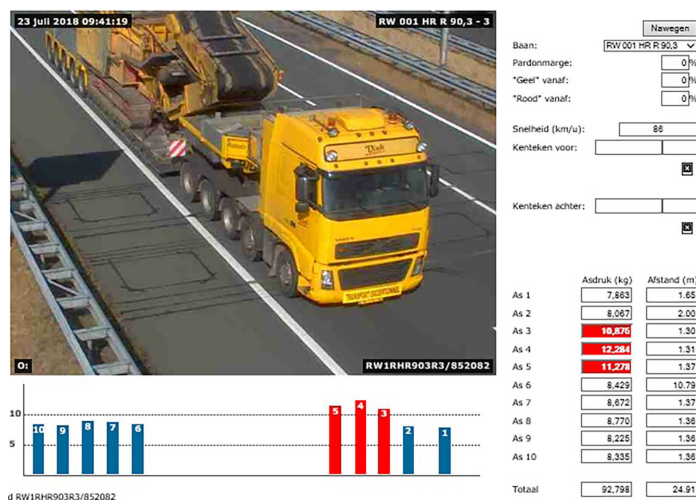 23 juli 2018 09:41:19
RW 001 HR R 90,3 - 3
Nawegen
Baan: RW 001 HR R 90,3
Pardonmarge: 0 %
"Geel" vanaf: 0 %
"Rood" vanaf: 0 %
Snelheid (km/u): 86
Kenteken voor:
Kenteken achter:
TRANSPORT EXCEPTIONNEL
O:
RW1RHR903R3/852082
Asdruk (kg) Afstand (m)
As 1 7,863 1.65
As 2 8,067 2.00
As 3 10,875 1.30
As 4 12,284 1.31
As 5 11,278 1.37
As 6 8,429 10.79
As 7 8,672 1.37
As 8 8,770 1.36
As 9 8,225 1.36
As 10 8,335 1.36
Totaal 92,798 24.91
10
5
10 9 8 7 6 5 4 3 2 1
d RW1RHR903R3/852082